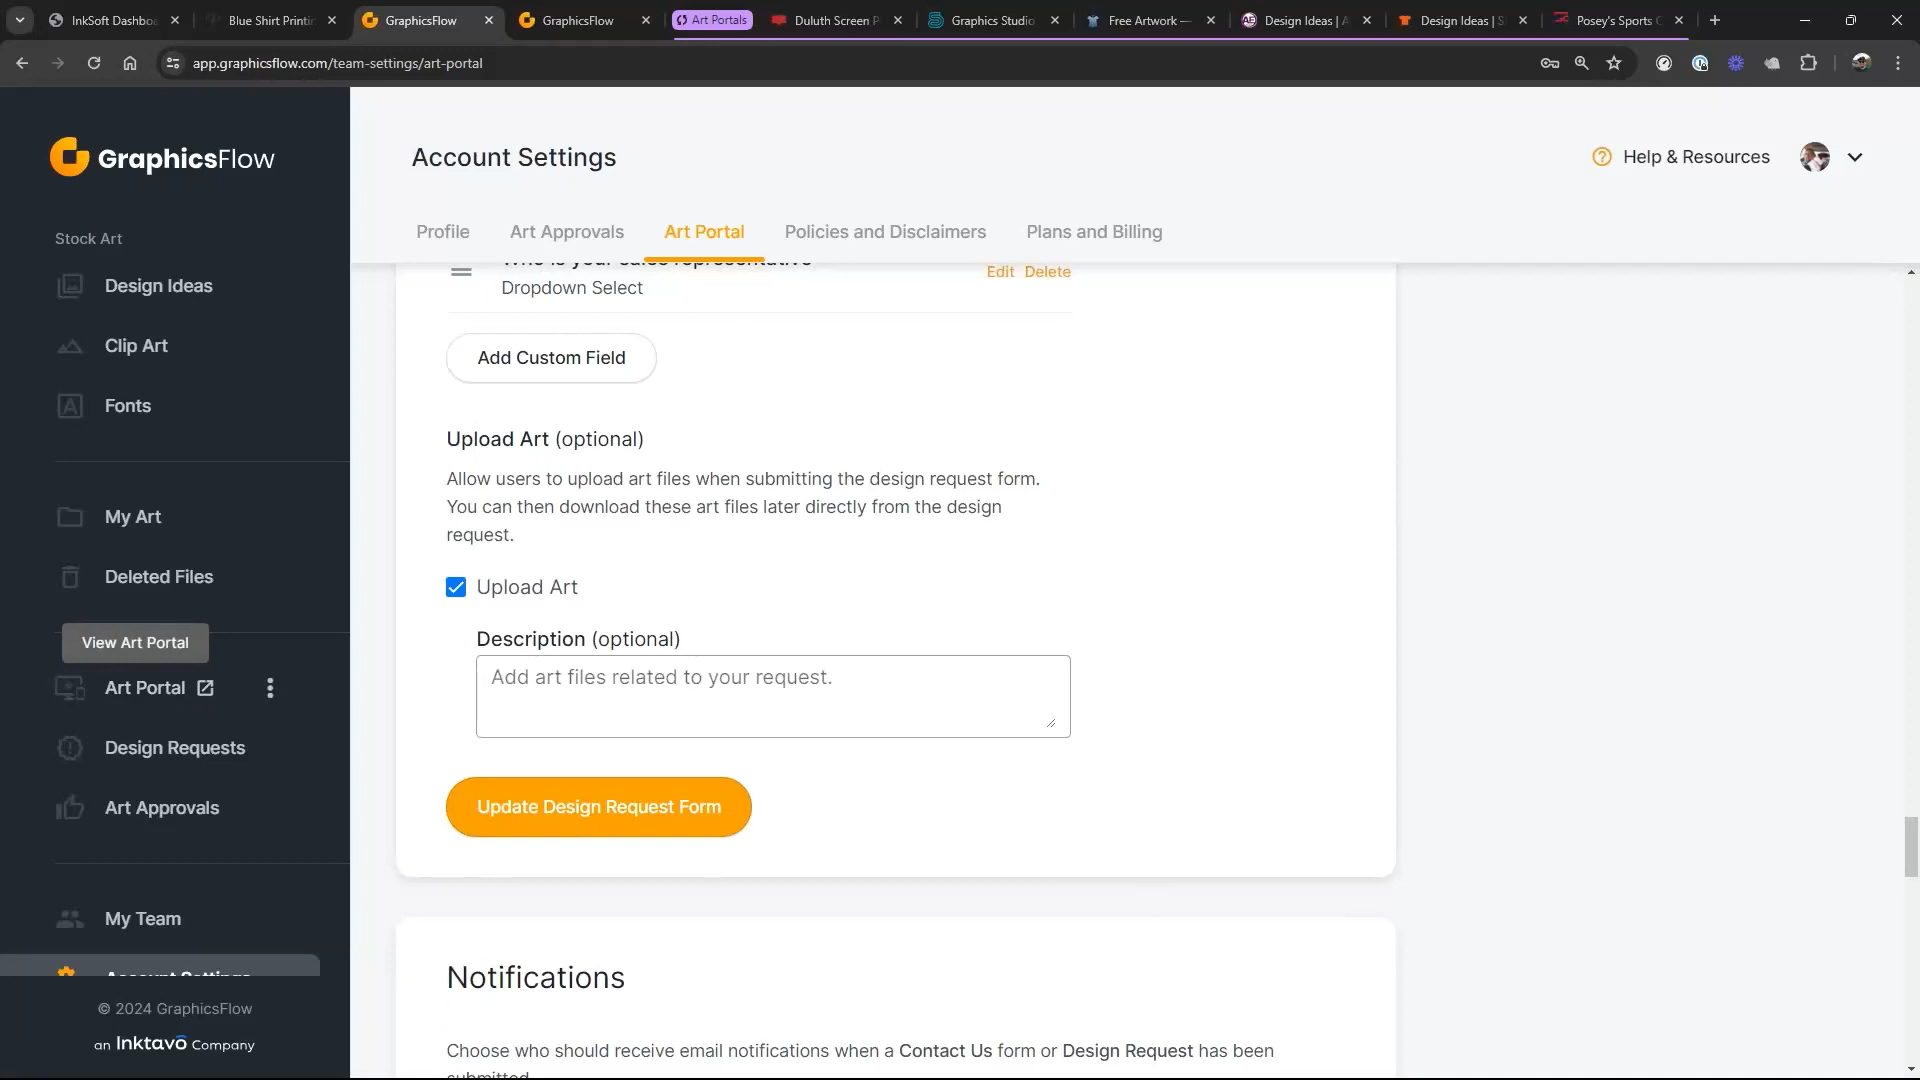 InkSoft Dashboa
Blue Shirt Printin
GraphicsFlow
GraphicsFlow
Art Portals
Duluth Screen P
Graphics Studio
Free Artwork —
Design Ideas | A
Design Ideas | S
Posey's Sports C
app.graphicsflow.com/team-settings/art-portal
GraphicsFlow
Stock Art
Design Ideas
Clip Art
Fonts
My Art
Deleted Files
View Art Portal
Art Portal
Design Requests
Art Approvals
My Team
Account Settings
© 2024 GraphicsFlow
an Inktavo Company
Account Settings
Help & Resources
Profile
Art Approvals
Art Portal
Policies and Disclaimers
Plans and Billing
Who is your sales representative
Edit Delete
Dropdown Select
Add Custom Field
Upload Art (optional)
Allow users to upload art files when submitting the design request form.
You can then download these art files later directly from the design
request.
Upload Art
Description (optional)
Add art files related to your request.
Update Design Request Form
Notifications
Choose who should receive email notifications when a Contact Us form or Design Request has been
submitted.